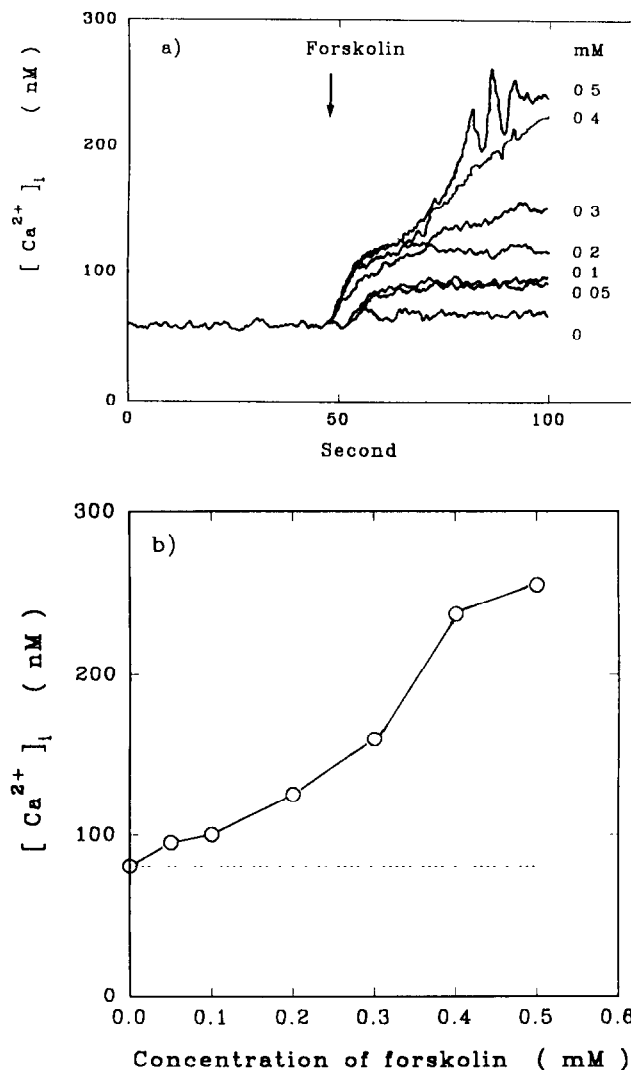 300
a)
Forskolin
mM
[ Ca²⁺ ]ᵢ ( nM )
0 5
0 4
200
0 3
0 2
100
0 1
0 05
0
0
0
50
100
Second
300
b)
[ Ca²⁺ ]ᵢ ( nM )
200
100
0
0.0 0.1 0.2 0.3 0.4 0.5 0.6
Concentration of forskolin ( mM )